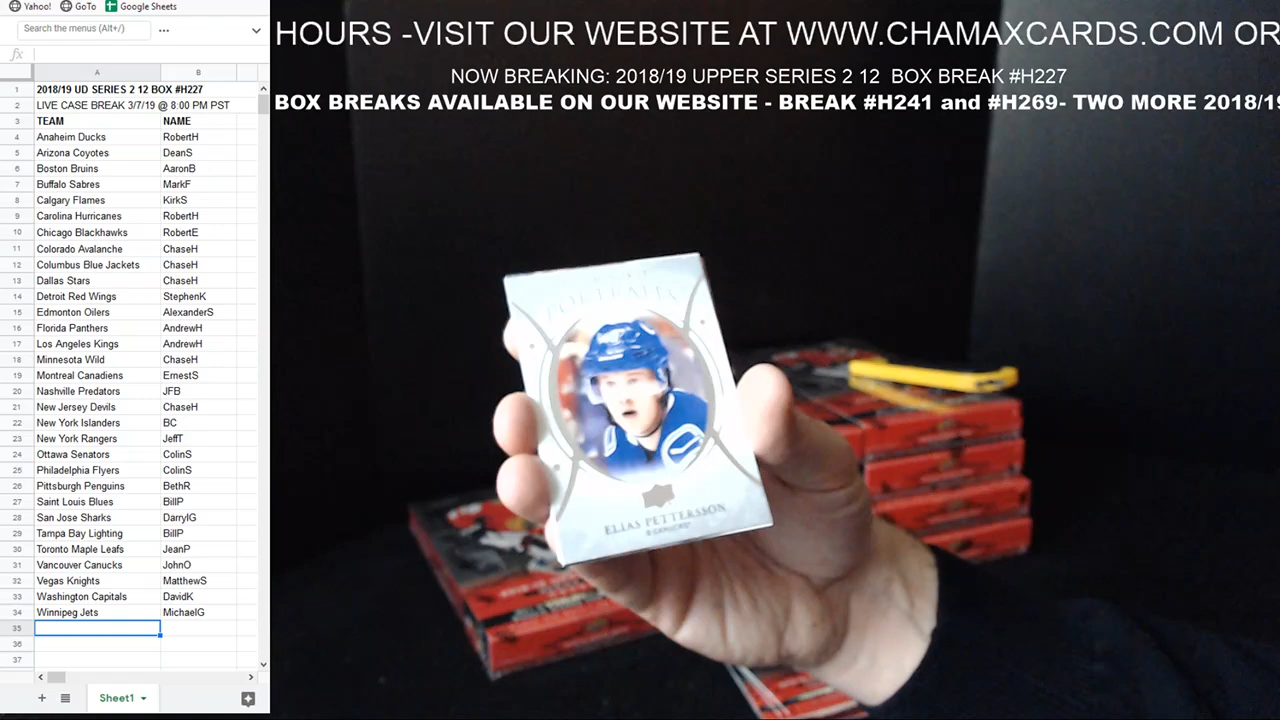 Yahoo!
GoTo
Google Sheets
Search the menus (Alt+/)
fx
A
B
1 2018/19 UD SERIES 2 12 BOX #H227
2 LIVE CASE BREAK 3/7/19 @ 8:00 PM PST
3 TEAM NAME
4 Anaheim Ducks RobertH
5 Arizona Coyotes DeanS
6 Boston Bruins AaronB
7 Buffalo Sabres MarkF
8 Calgary Flames KirkS
9 Carolina Hurricanes RobertH
10 Chicago Blackhawks RobertE
11 Colorado Avalanche ChaseH
12 Columbus Blue Jackets ChaseH
13 Dallas Stars ChaseH
14 Detroit Red Wings StephenK
15 Edmonton Oilers AlexanderS
16 Florida Panthers AndrewH
17 Los Angeles Kings AndrewH
18 Minnesota Wild ChaseH
19 Montreal Canadiens ErnestS
20 Nashville Predators JFB
21 New Jersey Devils ChaseH
22 New York Islanders BC
23 New York Rangers JeffT
24 Ottawa Senators ColinS
25 Philadelphia Flyers ColinS
26 Pittsburgh Penguins BethR
27 Saint Louis Blues BillP
28 San Jose Sharks DarrylG
29 Tampa Bay Lighting BillP
30 Toronto Maple Leafs JeanP
31 Vancouver Canucks JohnO
32 Vegas Knights MatthewS
33 Washington Capitals DavidK
34 Winnipeg Jets MichaelG
35
36
37
Sheet1
HOURS -VISIT OUR WEBSITE AT WWW.CHAMAXCARDS.COM OR
NOW BREAKING: 2018/19 UPPER SERIES 2 12 BOX BREAK #H227
BOX BREAKS AVAILABLE ON OUR WEBSITE - BREAK #H241 and #H269- TWO MORE 2018/19
PORTRAITS
ELIAS PETTERSSON